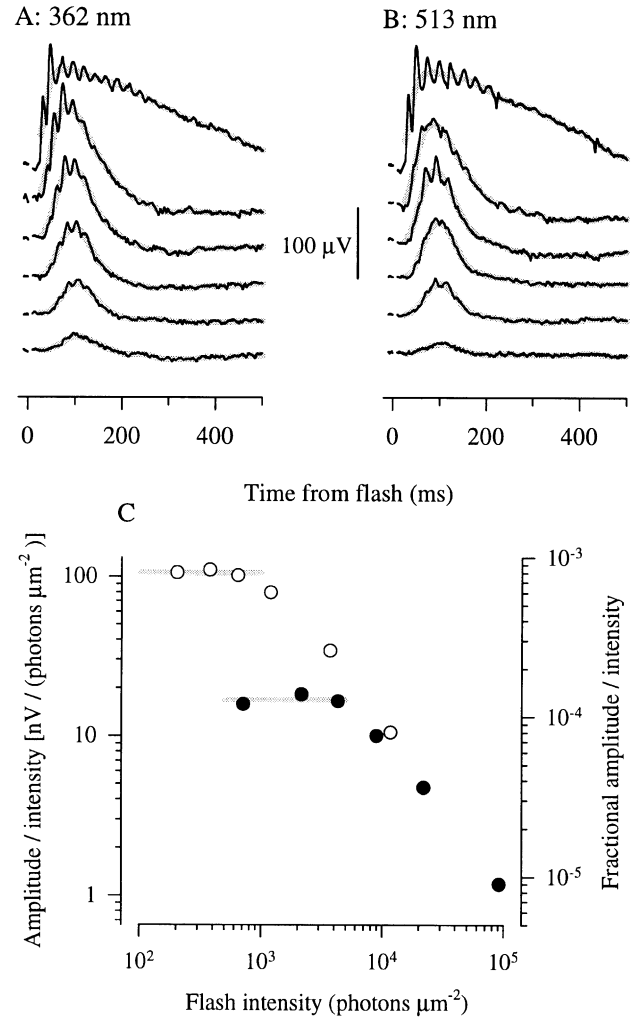 A: 362 nm
B: 513 nm
100 μV
0 200 400
0 200 400
Time from flash (ms)
C
Amplitude / intensity [nV / (photons μm⁻²)]
100
10
1
10⁻³
10⁻⁴
10⁻⁵
Fractional amplitude / intensity
10² 10³ 10⁴ 10⁵
Flash intensity (photons μm⁻²)